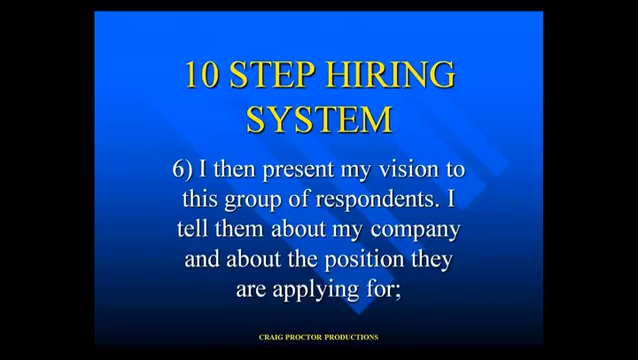 10 STEP HIRING
SYSTEM
6) I then present my vision to
this group of respondents. I
tell them about my company
and about the position they
are applying for;
CRAIG PROCTOR PRODUCTIONS